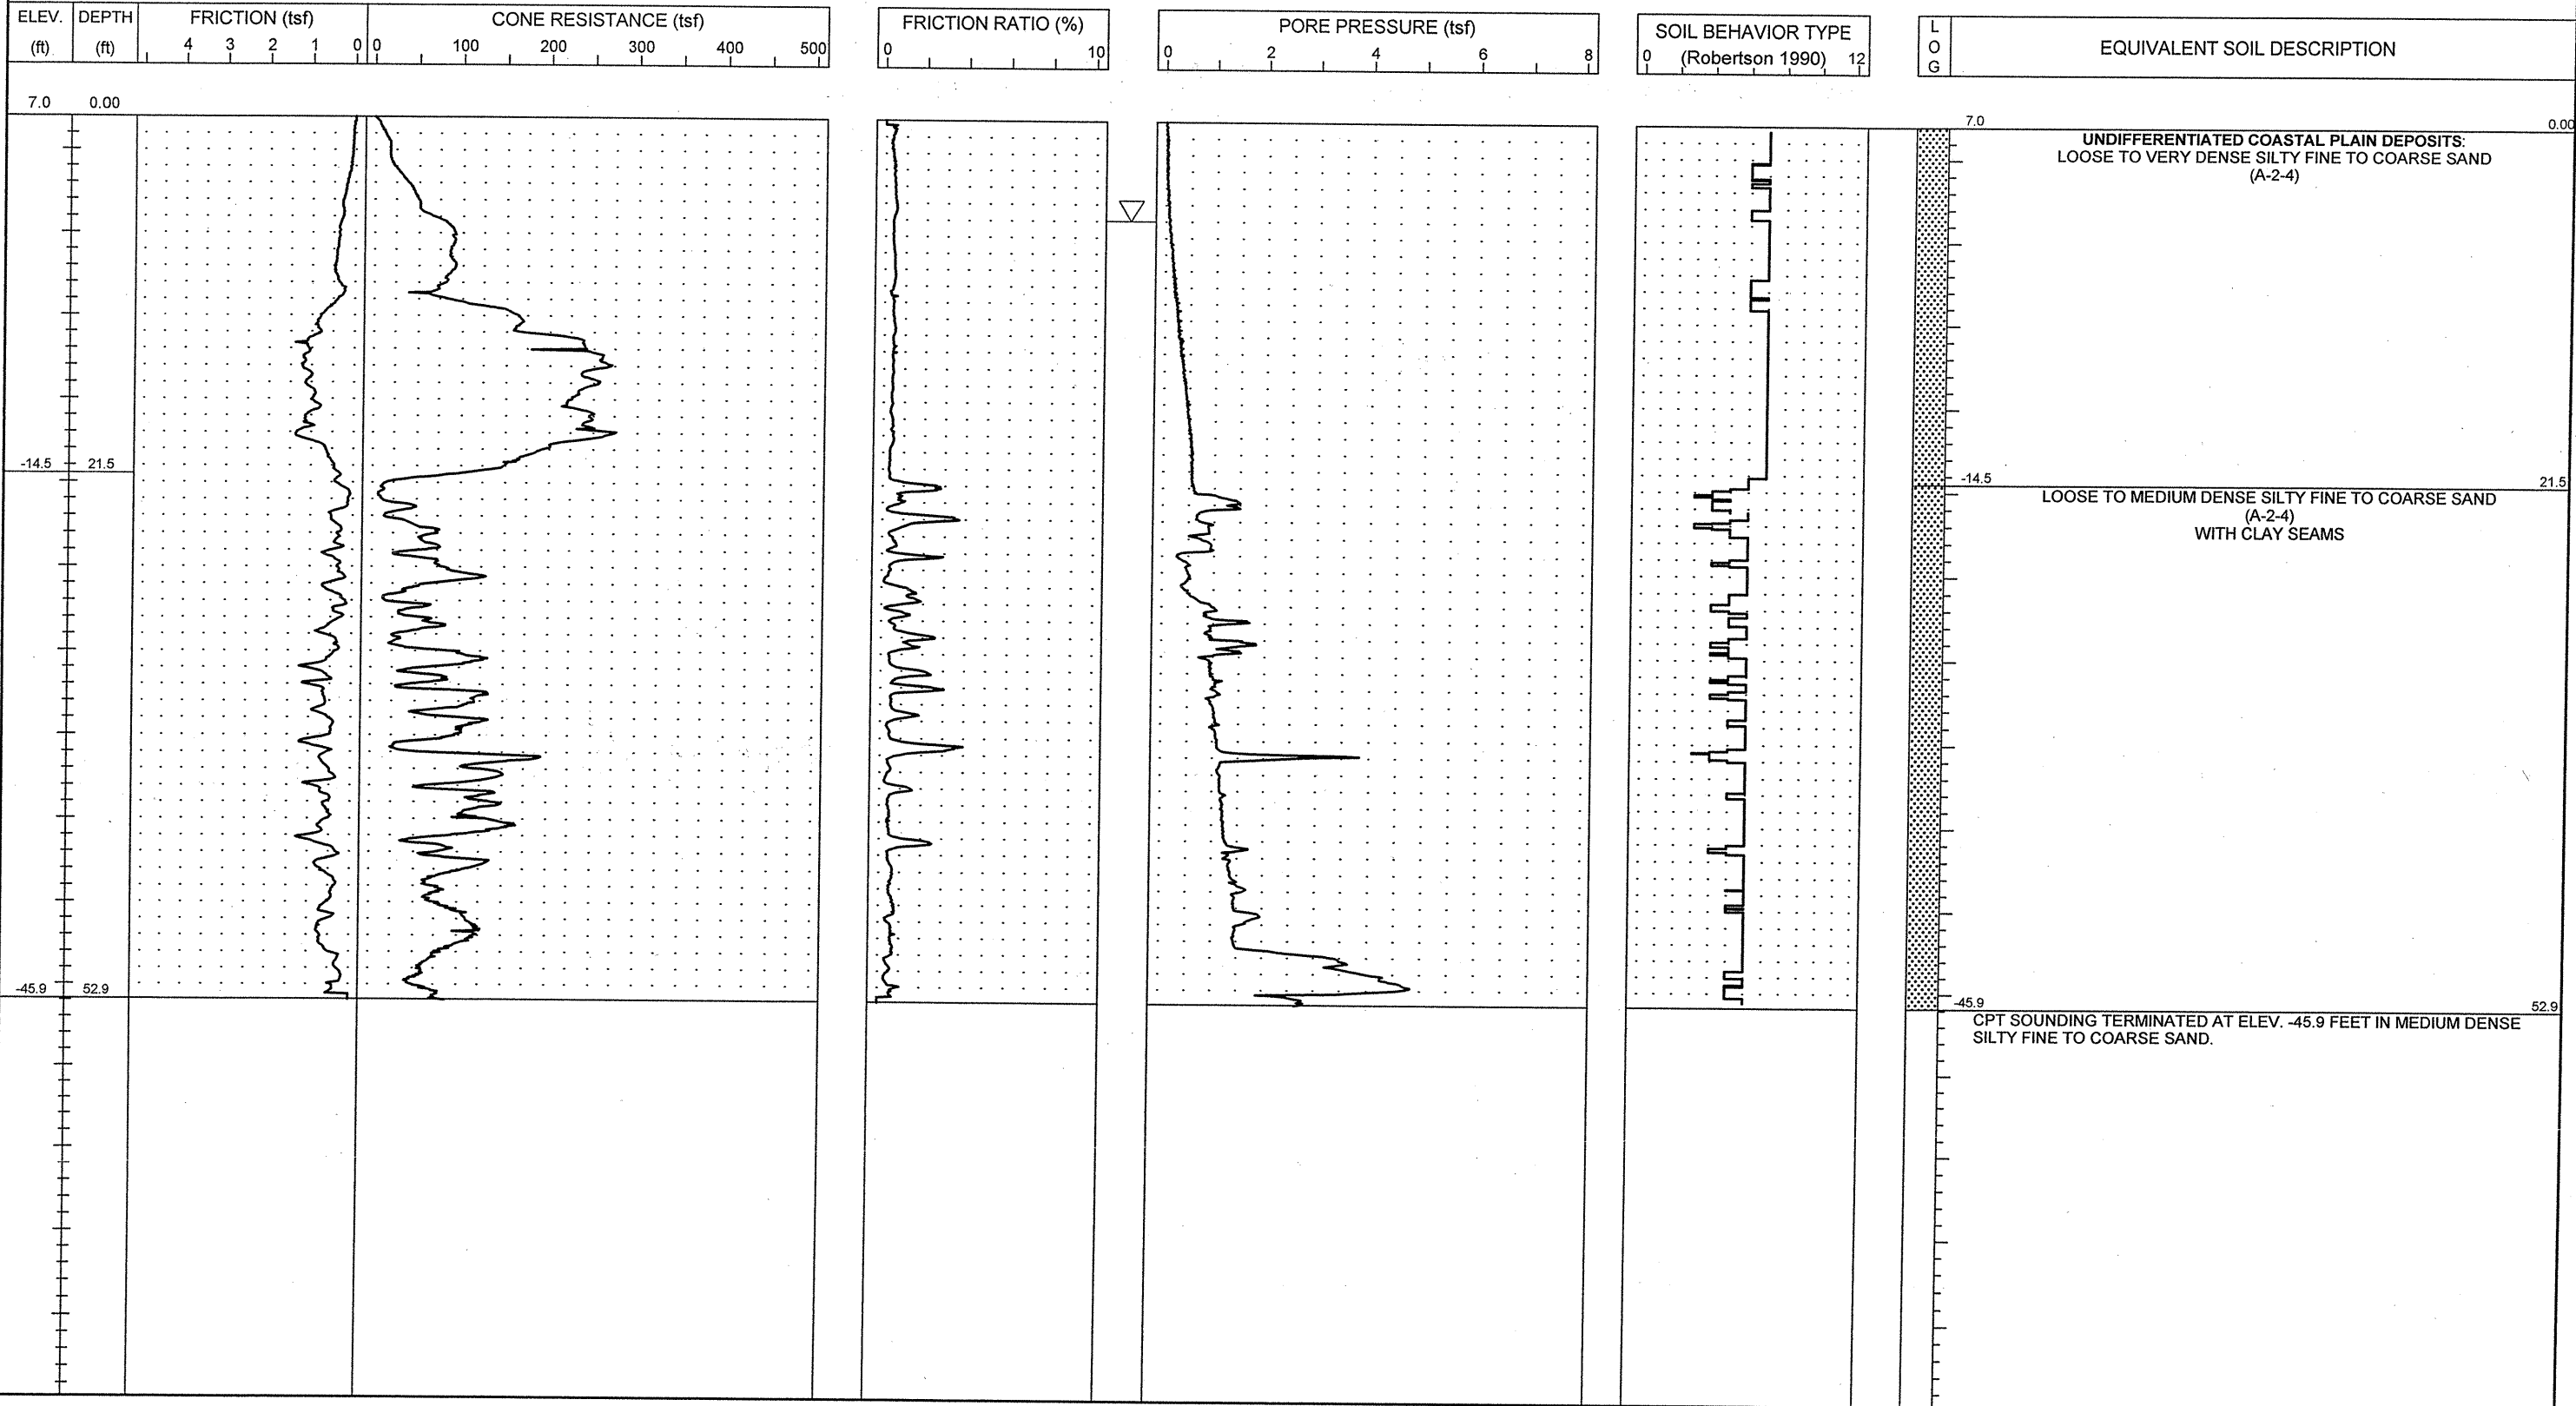 ELEV.
(ft)
DEPTH
(ft)
FRICTION (tsf)
4 3 2 1 0
CONE RESISTANCE (tsf)
0 100 200 300 400 500
FRICTION RATIO (%)
0 10
PORE PRESSURE (tsf)
0 2 4 6 8
SOIL BEHAVIOR TYPE
0 (Robertson 1990) 12
L
O
G
EQUIVALENT SOIL DESCRIPTION
7.0 0.00
7.0 0.00
UNDIFFERENTIATED COASTAL PLAIN DEPOSITS:
LOOSE TO VERY DENSE SILTY FINE TO COARSE SAND
(A-2-4)
-14.5 21.5
-14.5 21.5
LOOSE TO MEDIUM DENSE SILTY FINE TO COARSE SAND
(A-2-4)
WITH CLAY SEAMS
-45.9 52.9
-45.9 52.9
CPT SOUNDING TERMINATED AT ELEV. -45.9 FEET IN MEDIUM DENSE
SILTY FINE TO COARSE SAND.